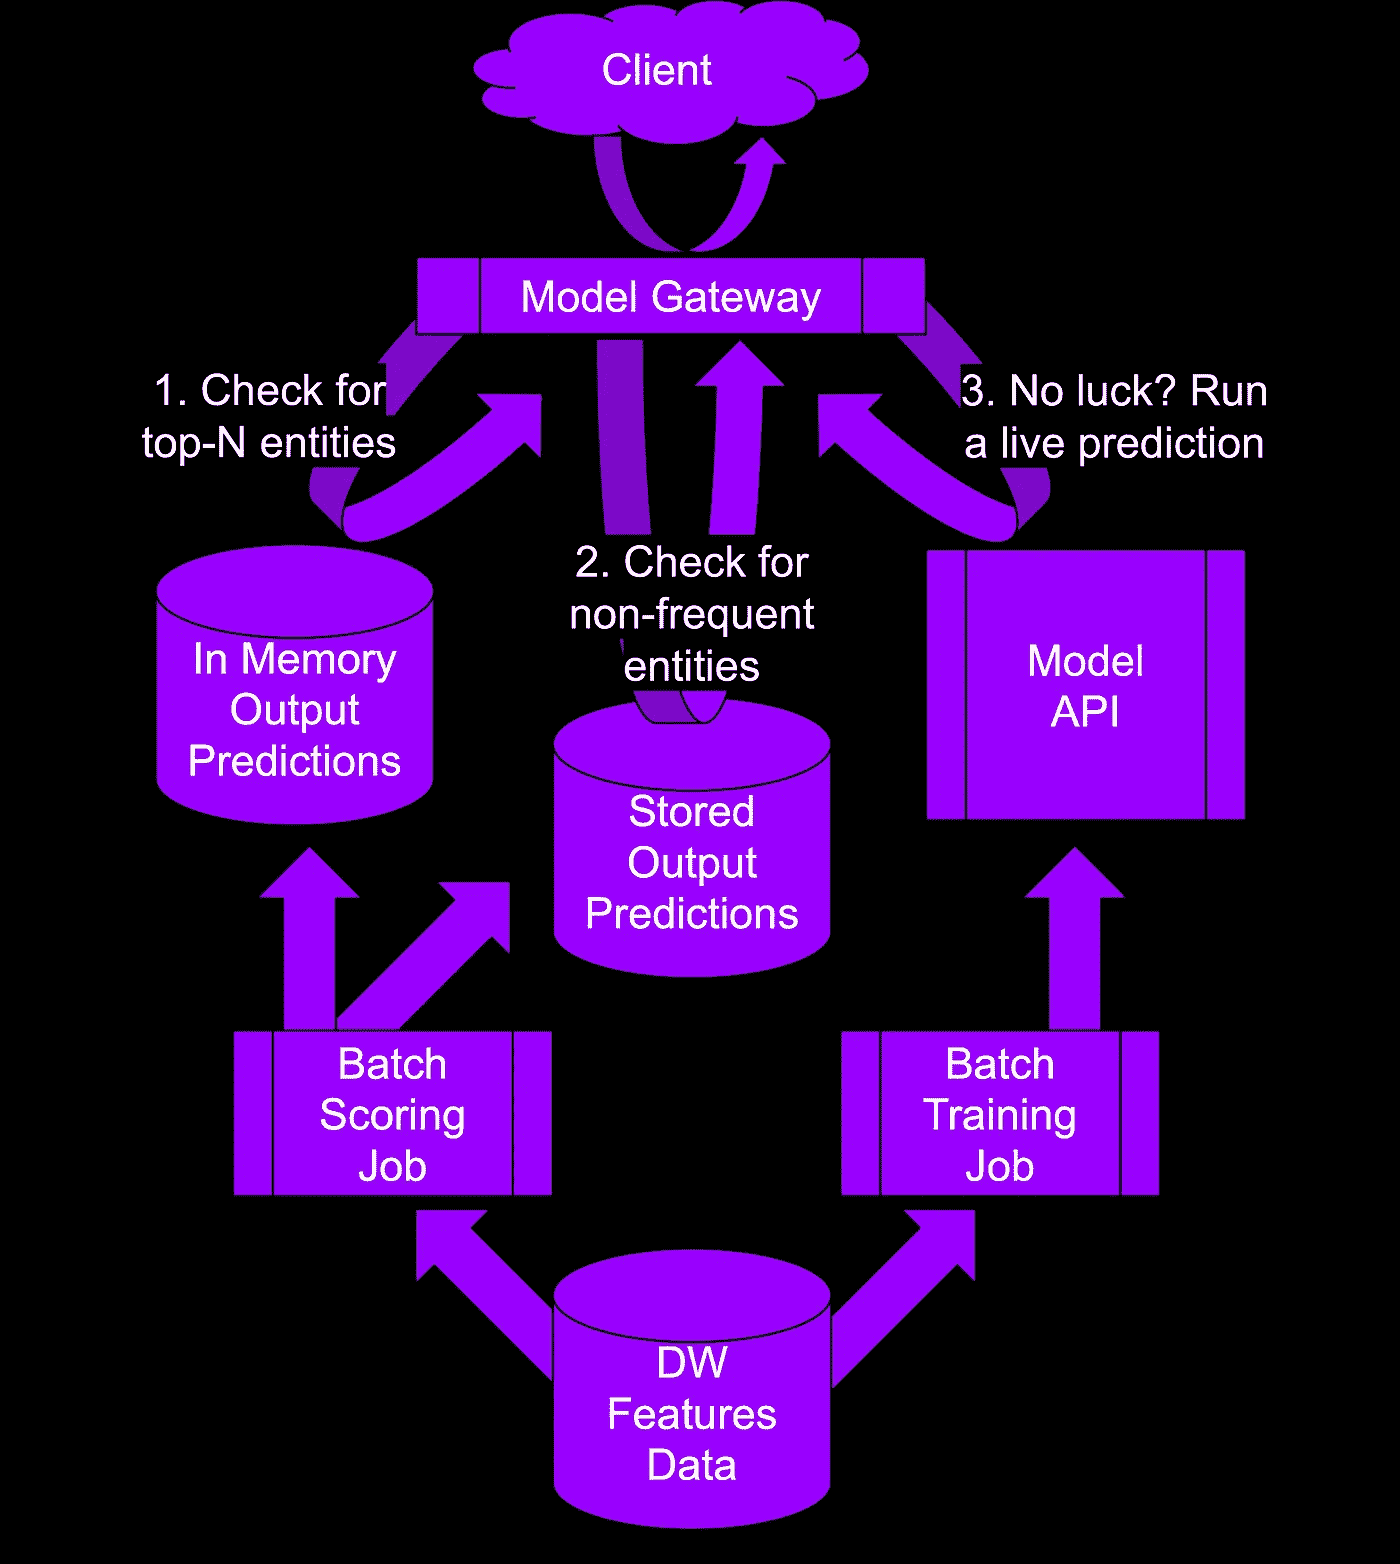 Client
Model Gateway
1. Check for
top-N entities
3. No luck? Run
a live prediction
2. Check for
non-frequent
entities
In Memory
Output
Predictions
Model
API
Stored
Output
Predictions
Batch
Scoring
Job
Batch
Training
Job
DW
Features
Data